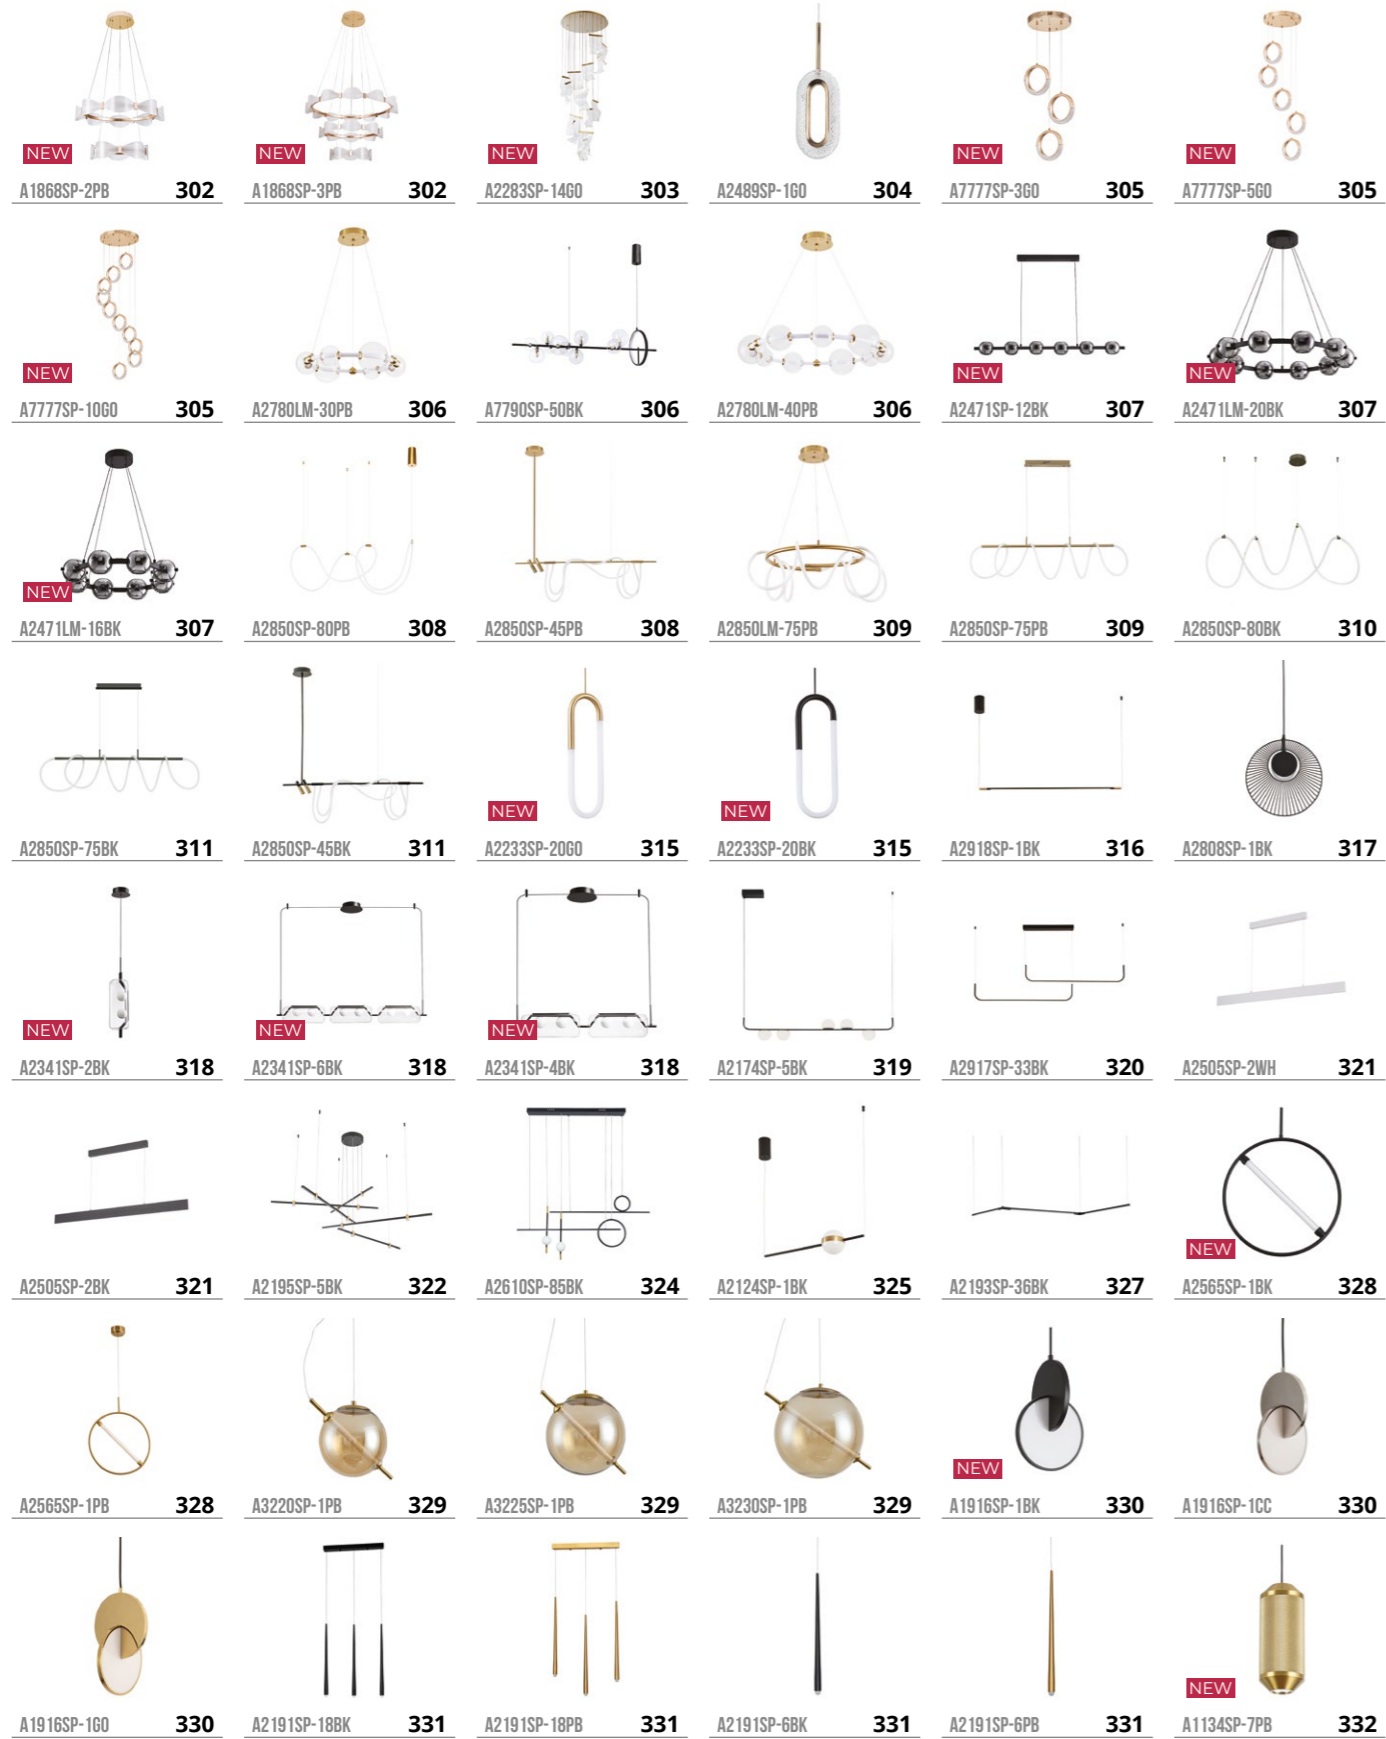 NEW NEW NEW NEW NEW
A1868SP-2PB 302 A1868SP-3PB 302 A2283SP-14GO 303 A2489SP-1GO 304 A7777SP-3GO 305 A7777SP-5GO 305
NEW NEW NEW
A7777SP-10GO 305 A2780LM-30PB 306 A7790SP-50BK 306 A2780LM-40PB 306 A2471SP-12BK 307 A2471LM-20BK 307
NEW
A2471LM-16BK 307 A2850SP-80PB 308 A2850SP-45PB 308 A2850LM-75PB 309 A2850SP-75PB 309 A2850SP-80BK 310
NEW NEW
A2850SP-75BK 311 A2850SP-45BK 311 A2233SP-20GO 315 A2233SP-20BK 315 A2918SP-1BK 316 A2808SP-1BK 317
NEW NEW NEW
A2341SP-2BK 318 A2341SP-6BK 318 A2341SP-4BK 318 A2174SP-5BK 319 A2917SP-33BK 320 A2505SP-2WH 321
NEW
A2505SP-2BK 321 A2195SP-5BK 322 A2610SP-85BK 324 A2124SP-1BK 325 A2193SP-36BK 327 A2565SP-1BK 328
NEW
A2565SP-1PB 328 A3220SP-1PB 329 A3225SP-1PB 329 A3230SP-1PB 329 A1916SP-1BK 330 A1916SP-1CC 330
NEW
A1916SP-1GO 330 A2191SP-18BK 331 A2191SP-18PB 331 A2191SP-6BK 331 A2191SP-6PB 331 A1134SP-7PB 332